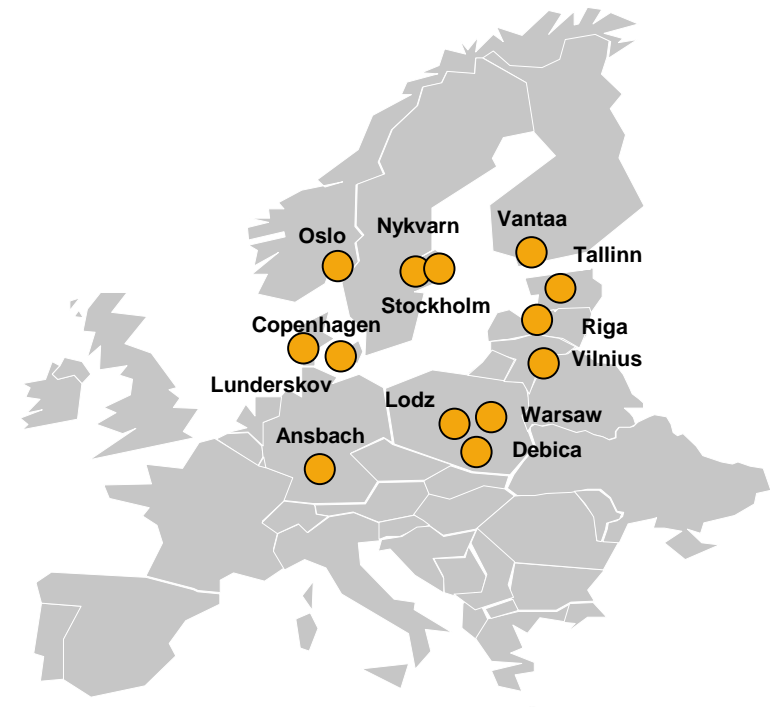 Vantaa
Nykvarn
Oslo
Tallinn
Stockholm
Copenhagen
Riga
Vilnius
Lunderskov
Lodz
Warsaw
Ansbach
Debica